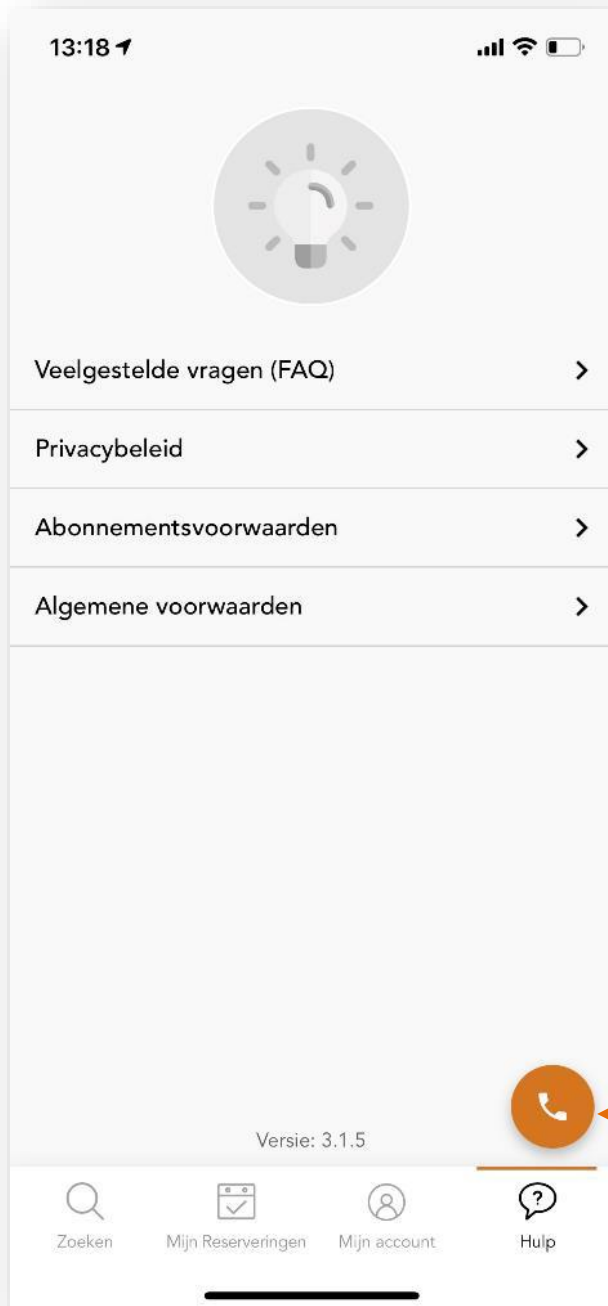 13:18
Veelgestelde vragen (FAQ)
Privacybeleid
Abonnementsvoorwaarden
Algemene voorwaarden
Versie: 3.1.5
Zoeken
Mijn Reserveringen
Mijn account
Hulp